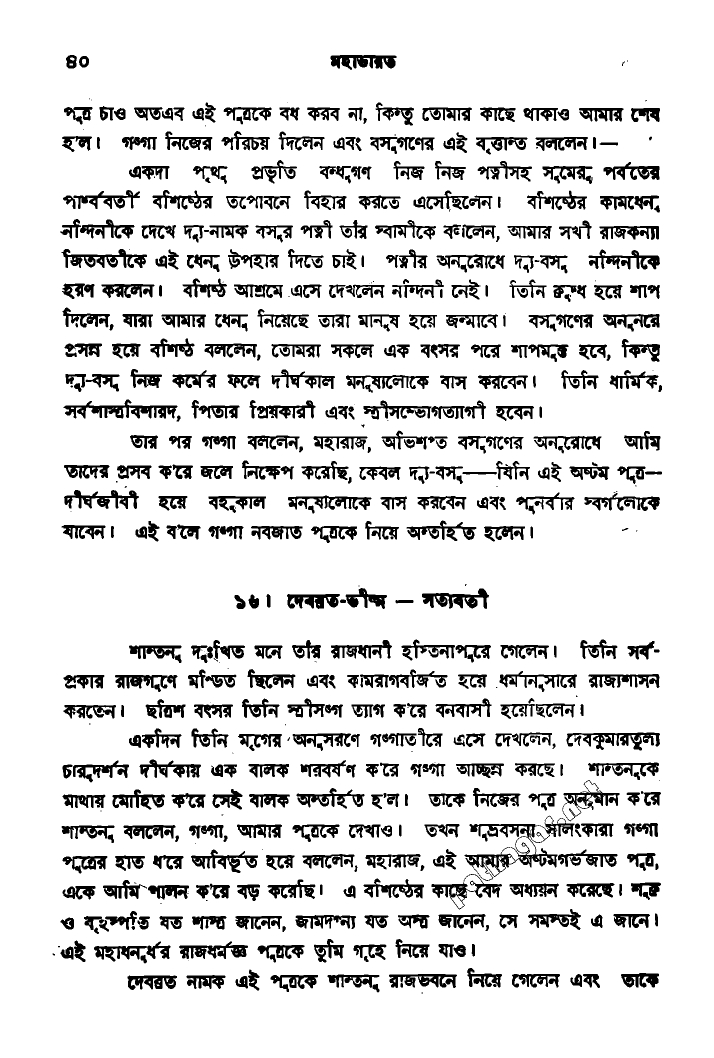 ৪০ মহাভারত
পুত্র চাও অতএব এই পুত্রকে বধ করব না, কিন্তু তোমার কাছে থাকাও আমার শেষ
হ'ল। গঙ্গা নিজের পরিচয় দিলেন এবং বসুগণের এই বৃত্তান্ত বললেন।—
একদা পৃথু প্রভৃতি বসুগণ নিজ নিজ পত্নীসহ সুমেরু পর্বতের
পার্শ্ববর্তী বশিষ্ঠের তপোবনে বিহার করতে এসেছিলেন। বশিষ্ঠের কামধেনু
নন্দিনীকে দেখে দ্যু-নামক বসুর পত্নী তাঁর স্বামীকে বললেন, আমার সখী রাজকন্যা
জিতবতীকে এই ধেনু উপহার দিতে চাই। পত্নীর অনুরোধে দ্যু-বসু নন্দিনীকে
হরণ করলেন। বশিষ্ঠ আশ্রমে এসে দেখলেন নন্দিনী নেই। তিনি ক্রুদ্ধ হয়ে শাপ
দিলেন, যারা আমার ধেনু নিয়েছে তারা মানুষ হয়ে জন্মাবে। বসুগণের অনুনয়ে
প্রসন্ন হয়ে বশিষ্ঠ বললেন, তোমরা সকলে এক বৎসর পরে শাপমুক্ত হবে, কিন্তু
দ্যু-বসু নিজ কর্মের ফলে দীর্ঘকাল মনুষ্যলোকে বাস করবেন। তিনি ধার্মিক,
সর্বশাস্ত্রবিশারদ, পিতার প্রিয়কারী এবং স্ত্রীসম্ভোগত্যাগী হবেন।
তার পর গঙ্গা বললেন, মহারাজ, অভিশপ্ত বসুগণের অনুরোধে আমি
তাদের প্রসব ক'রে জলে নিক্ষেপ করেছি, কেবল দ্যু-বসু—যিনি এই অষ্টম পুত্র—
দীর্ঘজীবী হয়ে বহুকাল মনুষ্যলোকে বাস করবেন এবং পুনর্বার স্বর্গলোকে
যাবেন। এই ব'লে গঙ্গা নবজাত পুত্রকে নিয়ে অন্তর্হিত হলেন।
১৬। দেবব্রত-ভীষ্ম — সত্যবতী
শান্তনু দুঃখিত মনে তাঁর রাজধানী হস্তিনাপুরে গেলেন। তিনি সর্ব-
প্রকার রাজগুণে মণ্ডিত ছিলেন এবং কামরাগবর্জিত হয়ে ধর্মানুসারে রাজ্যশাসন
করতেন। ছত্রিশ বৎসর তিনি স্ত্রীসঙ্গ ত্যাগ ক'রে বনবাসী হয়েছিলেন।
একদিন তিনি মৃগের অনুসরণে গঙ্গাতীরে এসে দেখলেন, দেবকুমারতুল্য
চারুদর্শন দীর্ঘকায় এক বালক শরবর্ষণ ক'রে গঙ্গা আচ্ছন্ন করছে। শান্তনুকে
মায়ায় মোহিত ক'রে সেই বালক অন্তর্হিত হ'ল। তাকে নিজের পুত্র অনুমান ক'রে
শান্তনু বললেন, গঙ্গা, আমার পুত্রকে দেখাও। তখন শুভ্রবসনা সালংকারা গঙ্গা
পুত্রের হাত ধ'রে আবির্ভূত হয়ে বললেন, মহারাজ, এই আমার অষ্টমগর্ভজাত পুত্র,
একে আমি পালন ক'রে বড় করেছি। এ বশিষ্ঠের কাছে বেদ অধ্যয়ন করেছে। শুক্র
ও বৃহস্পতি যত শাস্ত্র জানেন, জামদগ্ন্য যত অস্ত্র জানেন, সে সমস্তই এ জানে।
এই মহাধনুর্ধর রাজধর্মজ্ঞ পুত্রকে তুমি গৃহে নিয়ে যাও।
দেবব্রত নামক এই পুত্রকে শান্তনু রাজভবনে নিয়ে গেলেন এবং তাকে